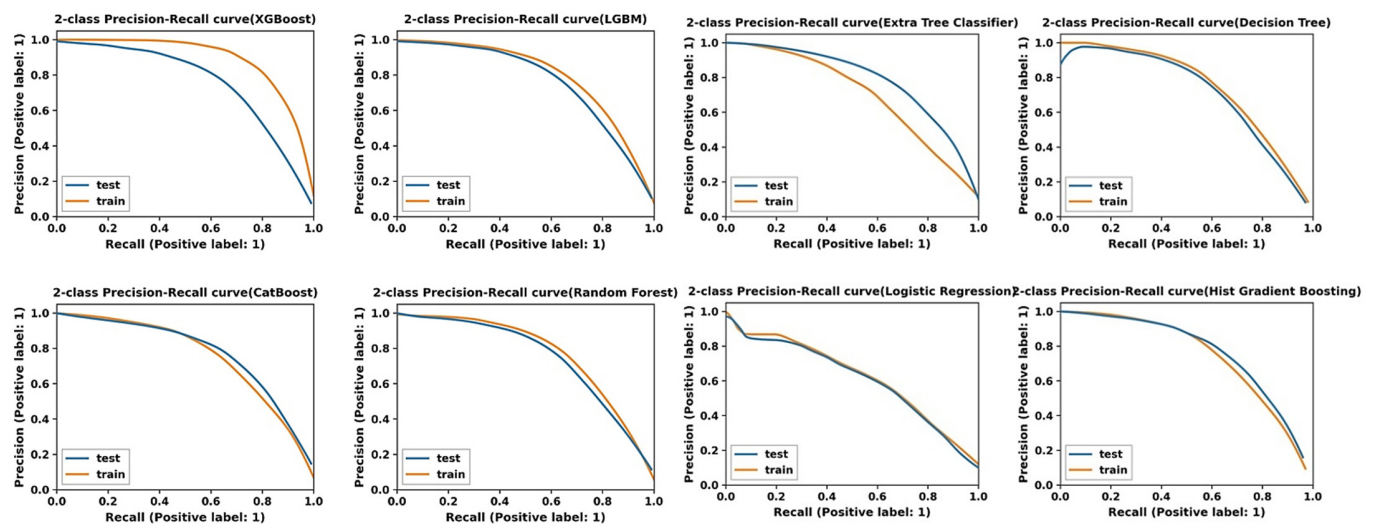 2-class Precision-Recall curve(XGBoost)
Precision (Positive label: 1)
1.0
0.8
0.6
0.4
0.2
0.0
test
train
0.0 0.2 0.4 0.6 0.8 1.0
Recall (Positive label: 1)
2-class Precision-Recall curve(LGBM)
Precision (Positive label: 1)
1.0
0.8
0.6
0.4
0.2
0.0
test
train
0.0 0.2 0.4 0.6 0.8 1.0
Recall (Positive label: 1)
2-class Precision-Recall curve(Extra Tree Classifier)
Precision (Positive label: 1)
1.0
0.8
0.6
0.4
0.2
0.0
test
train
0.0 0.2 0.4 0.6 0.8 1.0
Recall (Positive label: 1)
2-class Precision-Recall curve(Decision Tree)
Precision (Positive label: 1)
1.0
0.8
0.6
0.4
0.2
0.0
test
train
0.0 0.2 0.4 0.6 0.8 1.0
Recall (Positive label: 1)
2-class Precision-Recall curve(CatBoost)
Precision (Positive label: 1)
1.0
0.8
0.6
0.4
0.2
0.0
test
train
0.0 0.2 0.4 0.6 0.8 1.0
Recall (Positive label: 1)
2-class Precision-Recall curve(Random Forest)
Precision (Positive label: 1)
1.0
0.8
0.6
0.4
0.2
0.0
test
train
0.0 0.2 0.4 0.6 0.8 1.0
Recall (Positive label: 1)
2-class Precision-Recall curve(Logistic Regression)
Precision (Positive label: 1)
1.0
0.8
0.6
0.4
0.2
0.0
test
train
0.0 0.2 0.4 0.6 0.8 1.0
Recall (Positive label: 1)
2-class Precision-Recall curve(Hist Gradient Boosting)
Precision (Positive label: 1)
1.0
0.8
0.6
0.4
0.2
0.0
test
train
0.0 0.2 0.4 0.6 0.8 1.0
Recall (Positive label: 1)